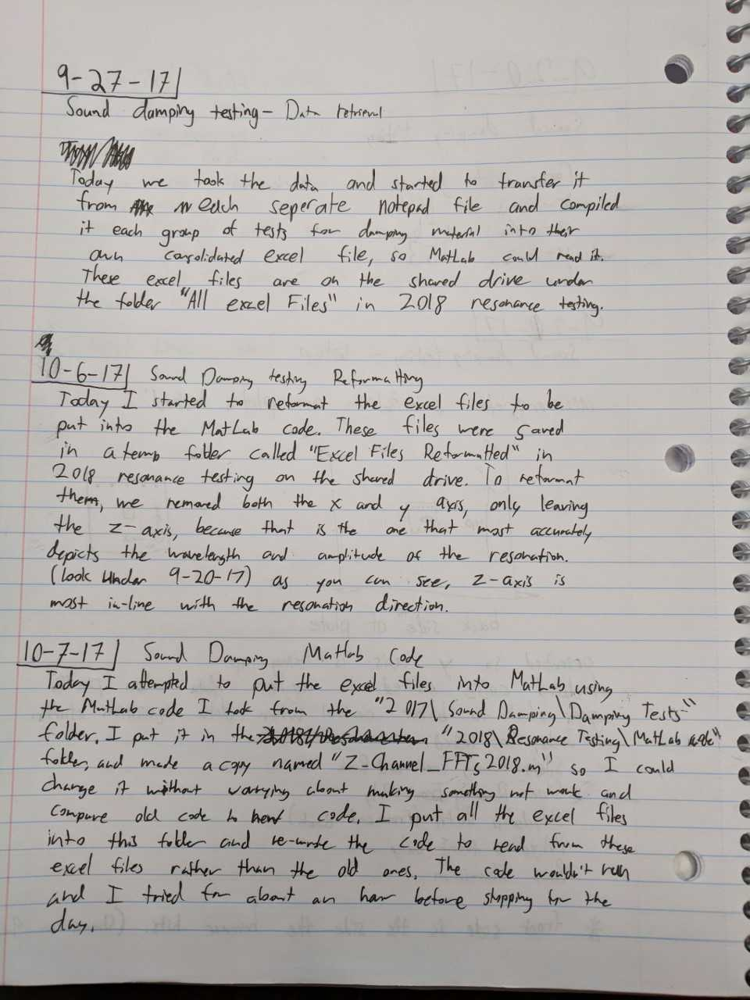 9-27-17
Sound damping testing - Data retrieval
Today we took the data and started to transfer it
from each seperate notepad file and compiled
it each group of tests for damping material into their
own consolidated excel file, so MatLab could read it.
These excel files are on the shared drive under
the folder "All excel Files" in 2018 resonance testing.
10-6-17 Sound Damping testing Reformatting
Today I started to reformat the excel files to be
put into the MatLab code. These files were saved
in a temp folder called "Excel Files Reformatted" in
2018 resonance testing on the shared drive. To reformat
them, we removed both the x and y axis, only leaving
the z-axis, because that is the one that most accurately
depicts the wavelength and amplitude of the resonation.
(look under 9-20-17) as you can see, z-axis is
most in-line with the resonation direction.
10-7-17 Sound Damping Matlab Code
Today I attempted to put the excel files into MatLab using
the MatLab code I took from the "2017\ Sound Damping\Damping Tests"
folder. I put it in the "2018\Resonance Testing\MatLab code"
folder, and made a copy named "Z-Channel_FFTs2018.m" so I could
change it without worrying about making something not work and
compare old code to new code. I put all the excel files
into this folder and re-wrote the code to read from these
excel files rather than the old ones. The code wouldn't run
and I tried for about an hour before stopping for the
day.